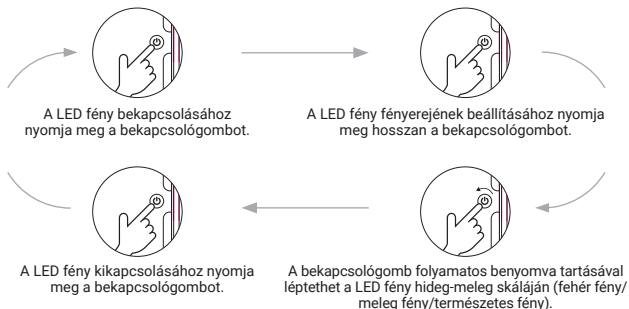 A LED fény bekapcsolásához
nyomja meg a bekapcsológombot.
A LED fény fényerejének beállításához nyomja
meg hosszan a bekapcsológombot.
A LED fény kikapcsolásához nyomja
meg a bekapcsológombot.
A bekapcsológomb folyamatos benyomva tartásával
léptethet a LED fény hideg-meleg skáláján (fehér fény/
meleg fény/természetes fény).